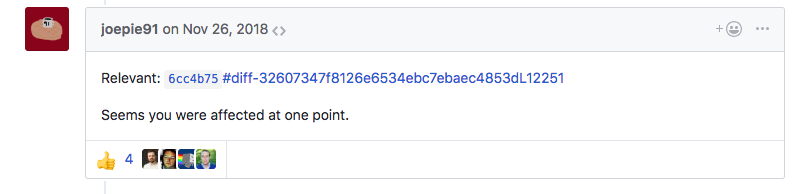 joepie91 on Nov 26, 2018
Relevant: 6cc4b75 #diff-32607347f8126e6534ebc7ebaec4853dL12251
Seems you were affected at one point.
4